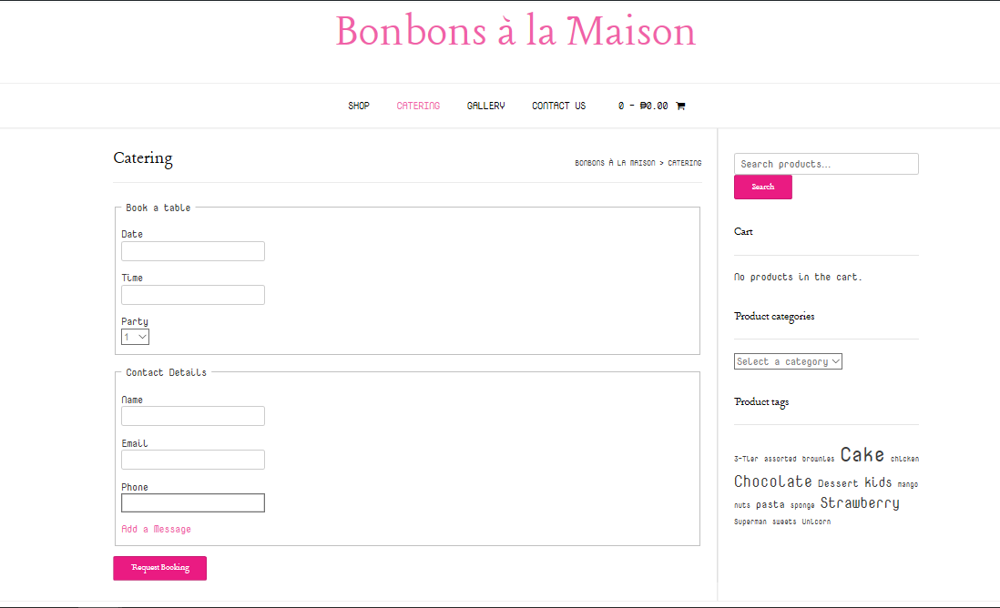 Bonbons à la Maison
SHOP CATERING GALLERY CONTACT US 0 - ₱0.00
Catering
BONBONS À LA MAISON > CATERING
Book a table
Date
Time
Party
1
Contact Details
Name
Email
Phone
Add a Message
Request Booking
Search products...
Search
Cart
No products in the cart.
Product categories
Select a category
Product tags
3-Tier assorted brownies Cake chicken
Chocolate Dessert kids mango
nuts pasta sponge Strawberry
Superman sweets Unicorn